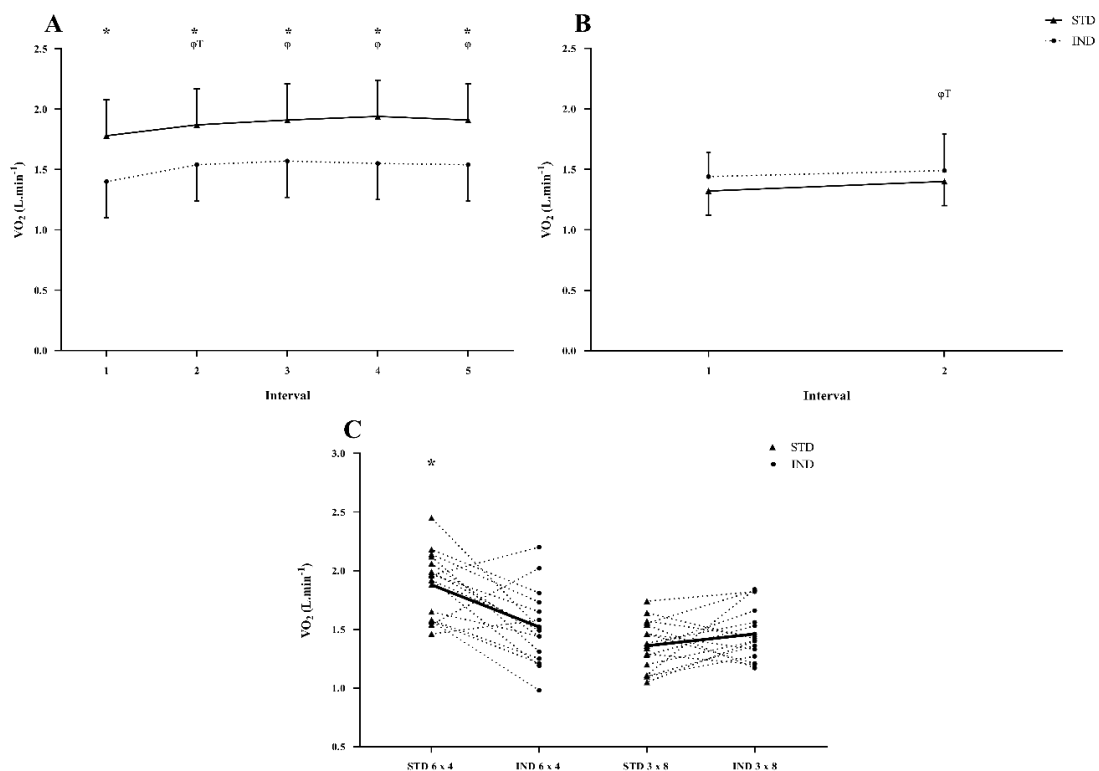 A
* * * * *
φT φ φ φ
2.5
2.0
1.5
1.0
0.5
0.0
VO₂ (L.min⁻¹)
1 2 3 4 5
Interval
B
STD
IND
φT
2.5
2.0
1.5
1.0
0.5
0.0
VO₂ (L.min⁻¹)
1 2
Interval
C
STD
IND
*
3.0
2.5
2.0
1.5
1.0
0.5
VO₂ (L.min⁻¹)
STD 6 x 4 IND 6 x 4 STD 3 x 8 IND 3 x 8